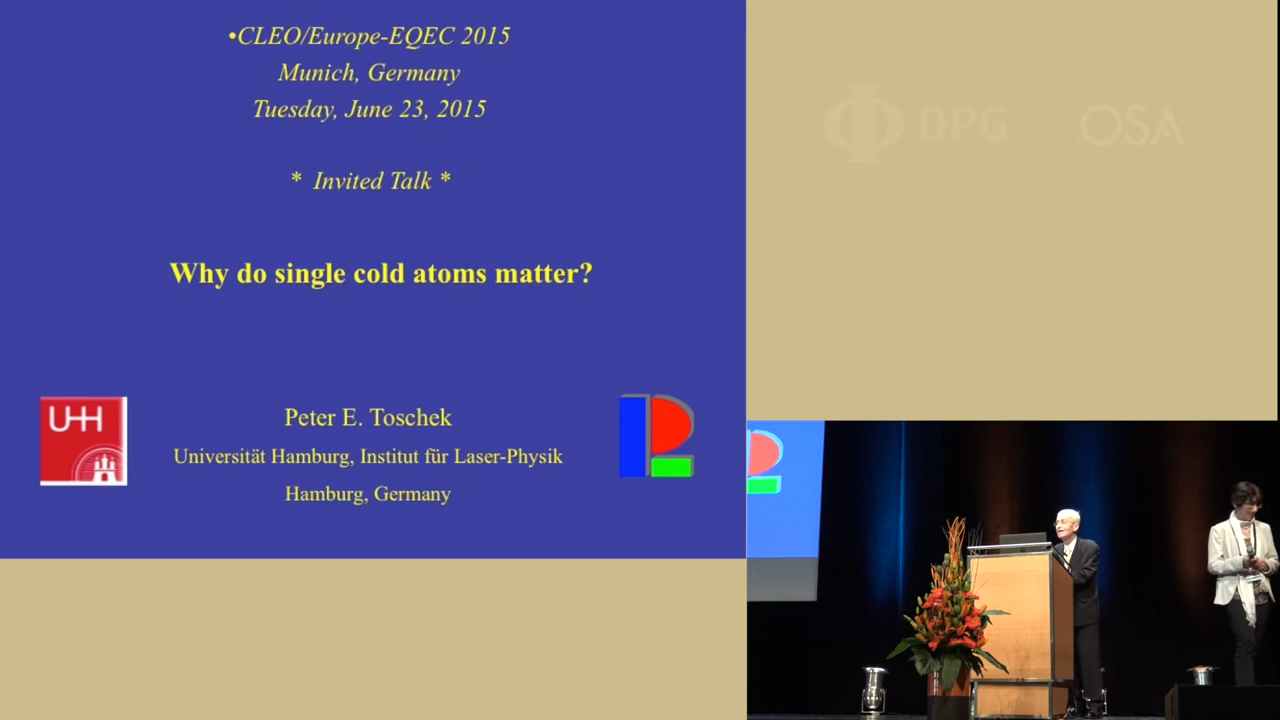 •CLEO/Europe-EQEC 2015
Munich, Germany
Tuesday, June 23, 2015
* Invited Talk *
Why do single cold atoms matter?
UHH
Peter E. Toschek
Universität Hamburg, Institut für Laser-Physik
Hamburg, Germany
DPG
OSA